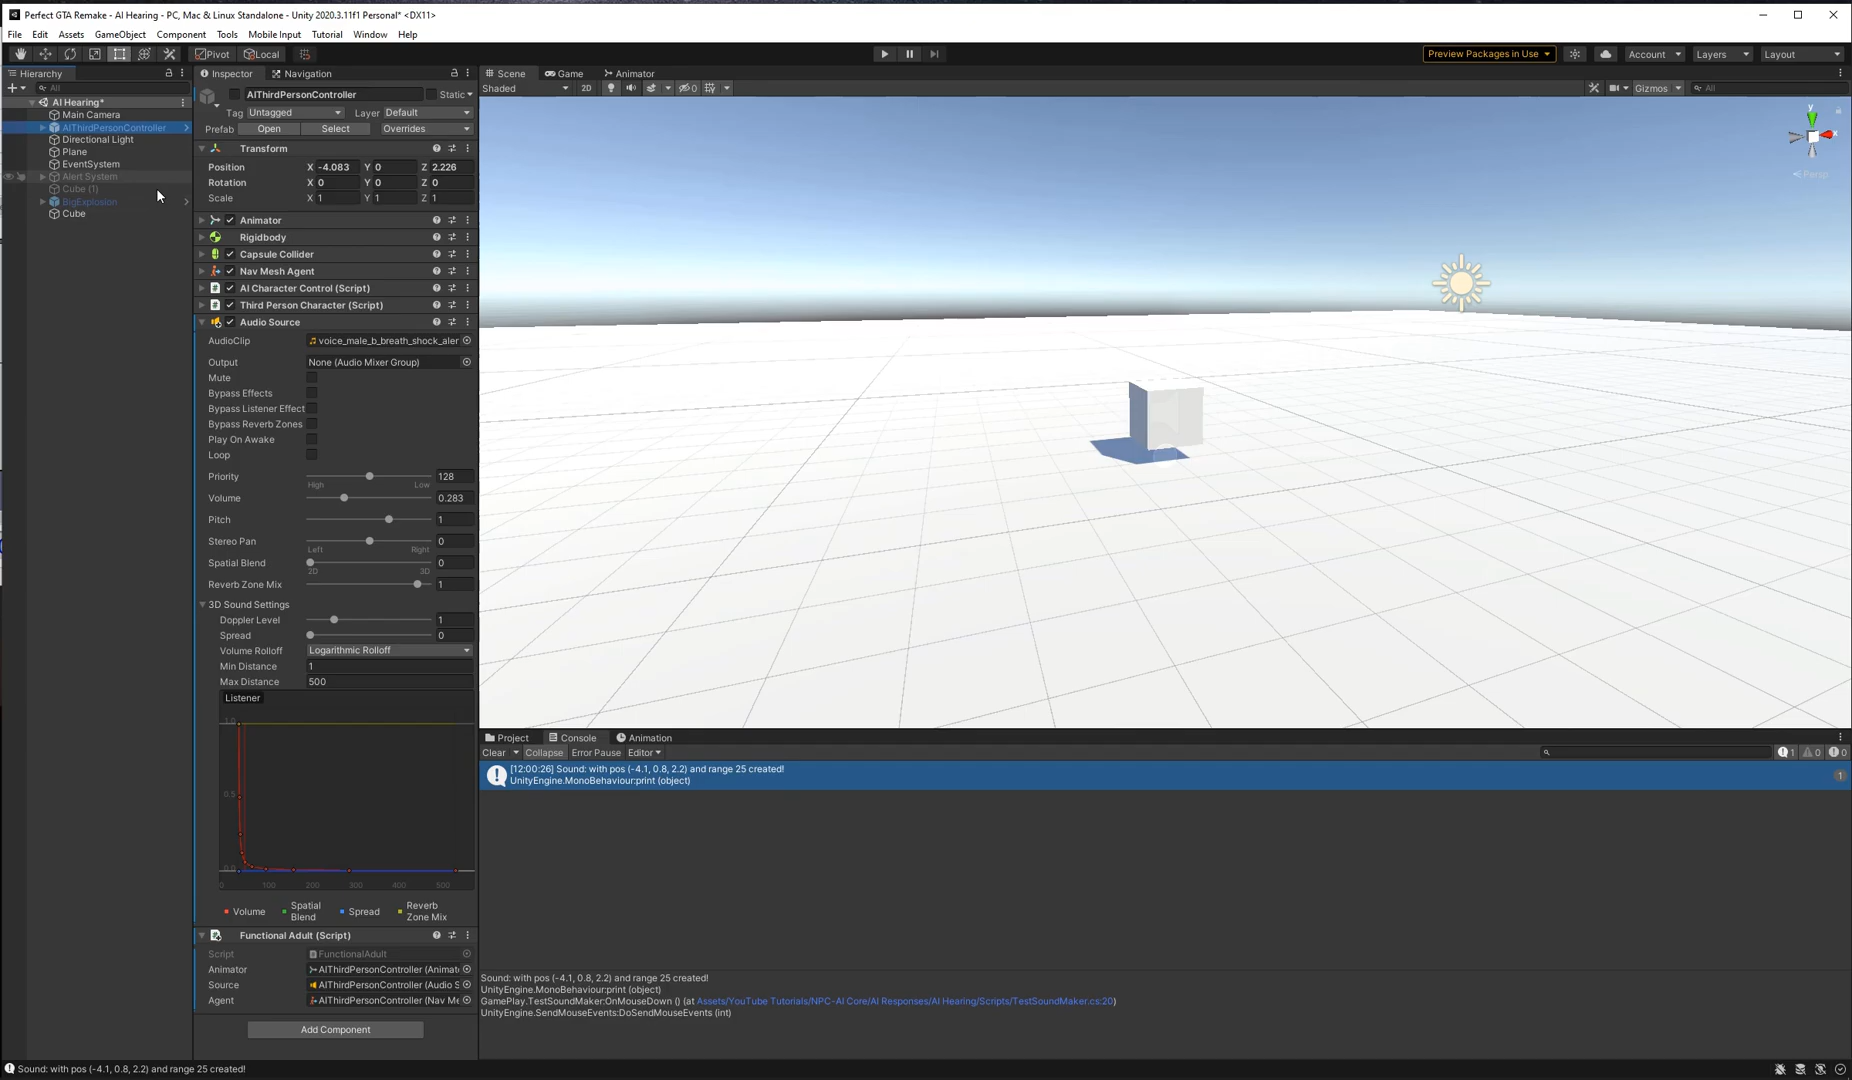 Perfect GTA Remake - AI Hearing - PC, Mac & Linux Standalone - Unity 2020.3.11f1 Personal* <DX11>
File Edit Assets GameObject Component Tools Mobile Input Tutorial Window Help
Pivot Local Preview Packages in Use Account Layers Layout
Hierarchy
All
AI Hearing*
Main Camera
AIThirdPersonController
Directional Light
Plane
EventSystem
Alert System
Cube (1)
BigExplosion
Cube
Inspector Navigation
AIThirdPersonController Static
Tag Untagged Layer Default
Prefab Open Select Overrides
Transform
Position X -4.083 Y 0 Z 2.226
Rotation X 0 Y 0 Z 0
Scale X 1 Y 1 Z 1
Animator
Rigidbody
Capsule Collider
Nav Mesh Agent
AI Character Control (Script)
Third Person Character (Script)
Audio Source
AudioClip voice_male_b_breath_shock_aler
Output None (Audio Mixer Group)
Mute
Bypass Effects
Bypass Listener Effect
Bypass Reverb Zones
Play On Awake
Loop
Priority 128
High Low
Volume 0.283
Pitch 1
Stereo Pan 0
Left Right
Spatial Blend 0
2D 3D
Reverb Zone Mix 1
3D Sound Settings
Doppler Level 1
Spread 0
Volume Rolloff Logarithmic Rolloff
Min Distance 1
Max Distance 500
Listener
1.0
0.5
0.0
0 100 200 300 400 500
Volume Spatial Blend Spread Reverb Zone Mix
Functional Adult (Script)
Script FunctionalAdult
Animator AIThirdPersonController (Animat
Source AIThirdPersonController (Audio S
Agent AIThirdPersonController (Nav Me
Add Component
Scene Game Animator
Shaded 2D 0 Gizmos All
y
x
Persp
Project Console Animation
Clear Collapse Error Pause Editor 1 0 0
[12:00:26] Sound: with pos (-4.1, 0.8, 2.2) and range 25 created!
UnityEngine.MonoBehaviour:print (object)
1
Sound: with pos (-4.1, 0.8, 2.2) and range 25 created!
UnityEngine.MonoBehaviour:print (object)
GamePlay.TestSoundMaker:OnMouseDown () (at Assets/YouTube Tutorials/NPC-AI Core/AI Responses/AI Hearing/Scripts/TestSoundMaker.cs:20)
UnityEngine.SendMouseEvents:DoSendMouseEvents (int)
Sound: with pos (-4.1, 0.8, 2.2) and range 25 created!